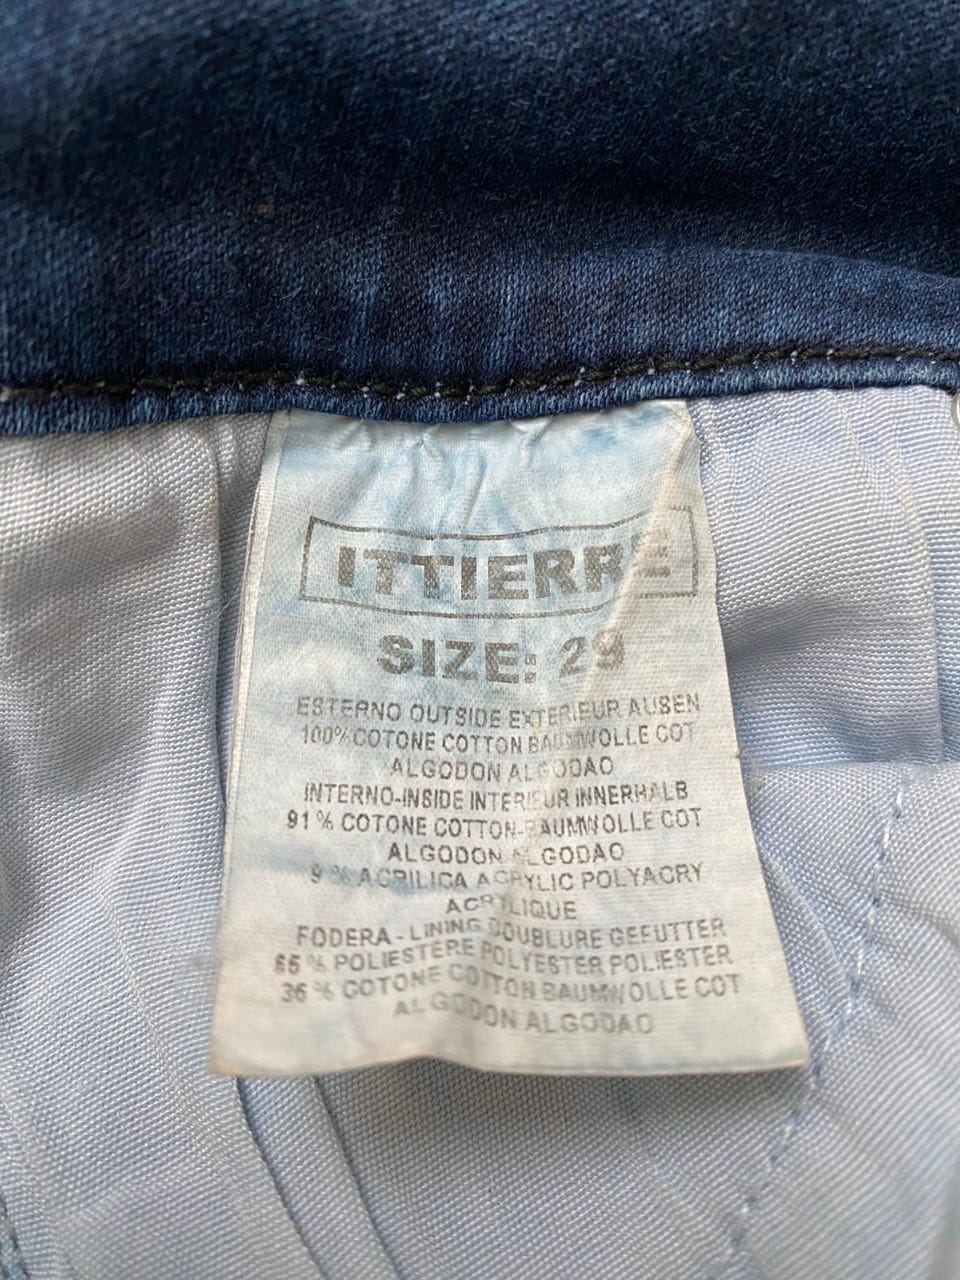 ITTIERRE
SIZE: 29
ESTERNO OUTSIDE EXTERIEUR AUSEN
100% COTONE COTTON BAUMWOLLE COT
ALGODON ALGODAO
INTERNO-INSIDE INTERIEUR INNERHALB
91 % COTONE COTTON-BAUMWOLLE COT
ALGODON ALGODAO
9 % ACRILICA ACRYLIC POLYACRY
ACRYLIQUE
FODERA - LINING DOUBLURE GEFUTTER
65 % POLIESTERE POLYESTER POLIESTER
36 % COTONE COTTON BAUMWOLLE COT
ALGODON ALGODAO